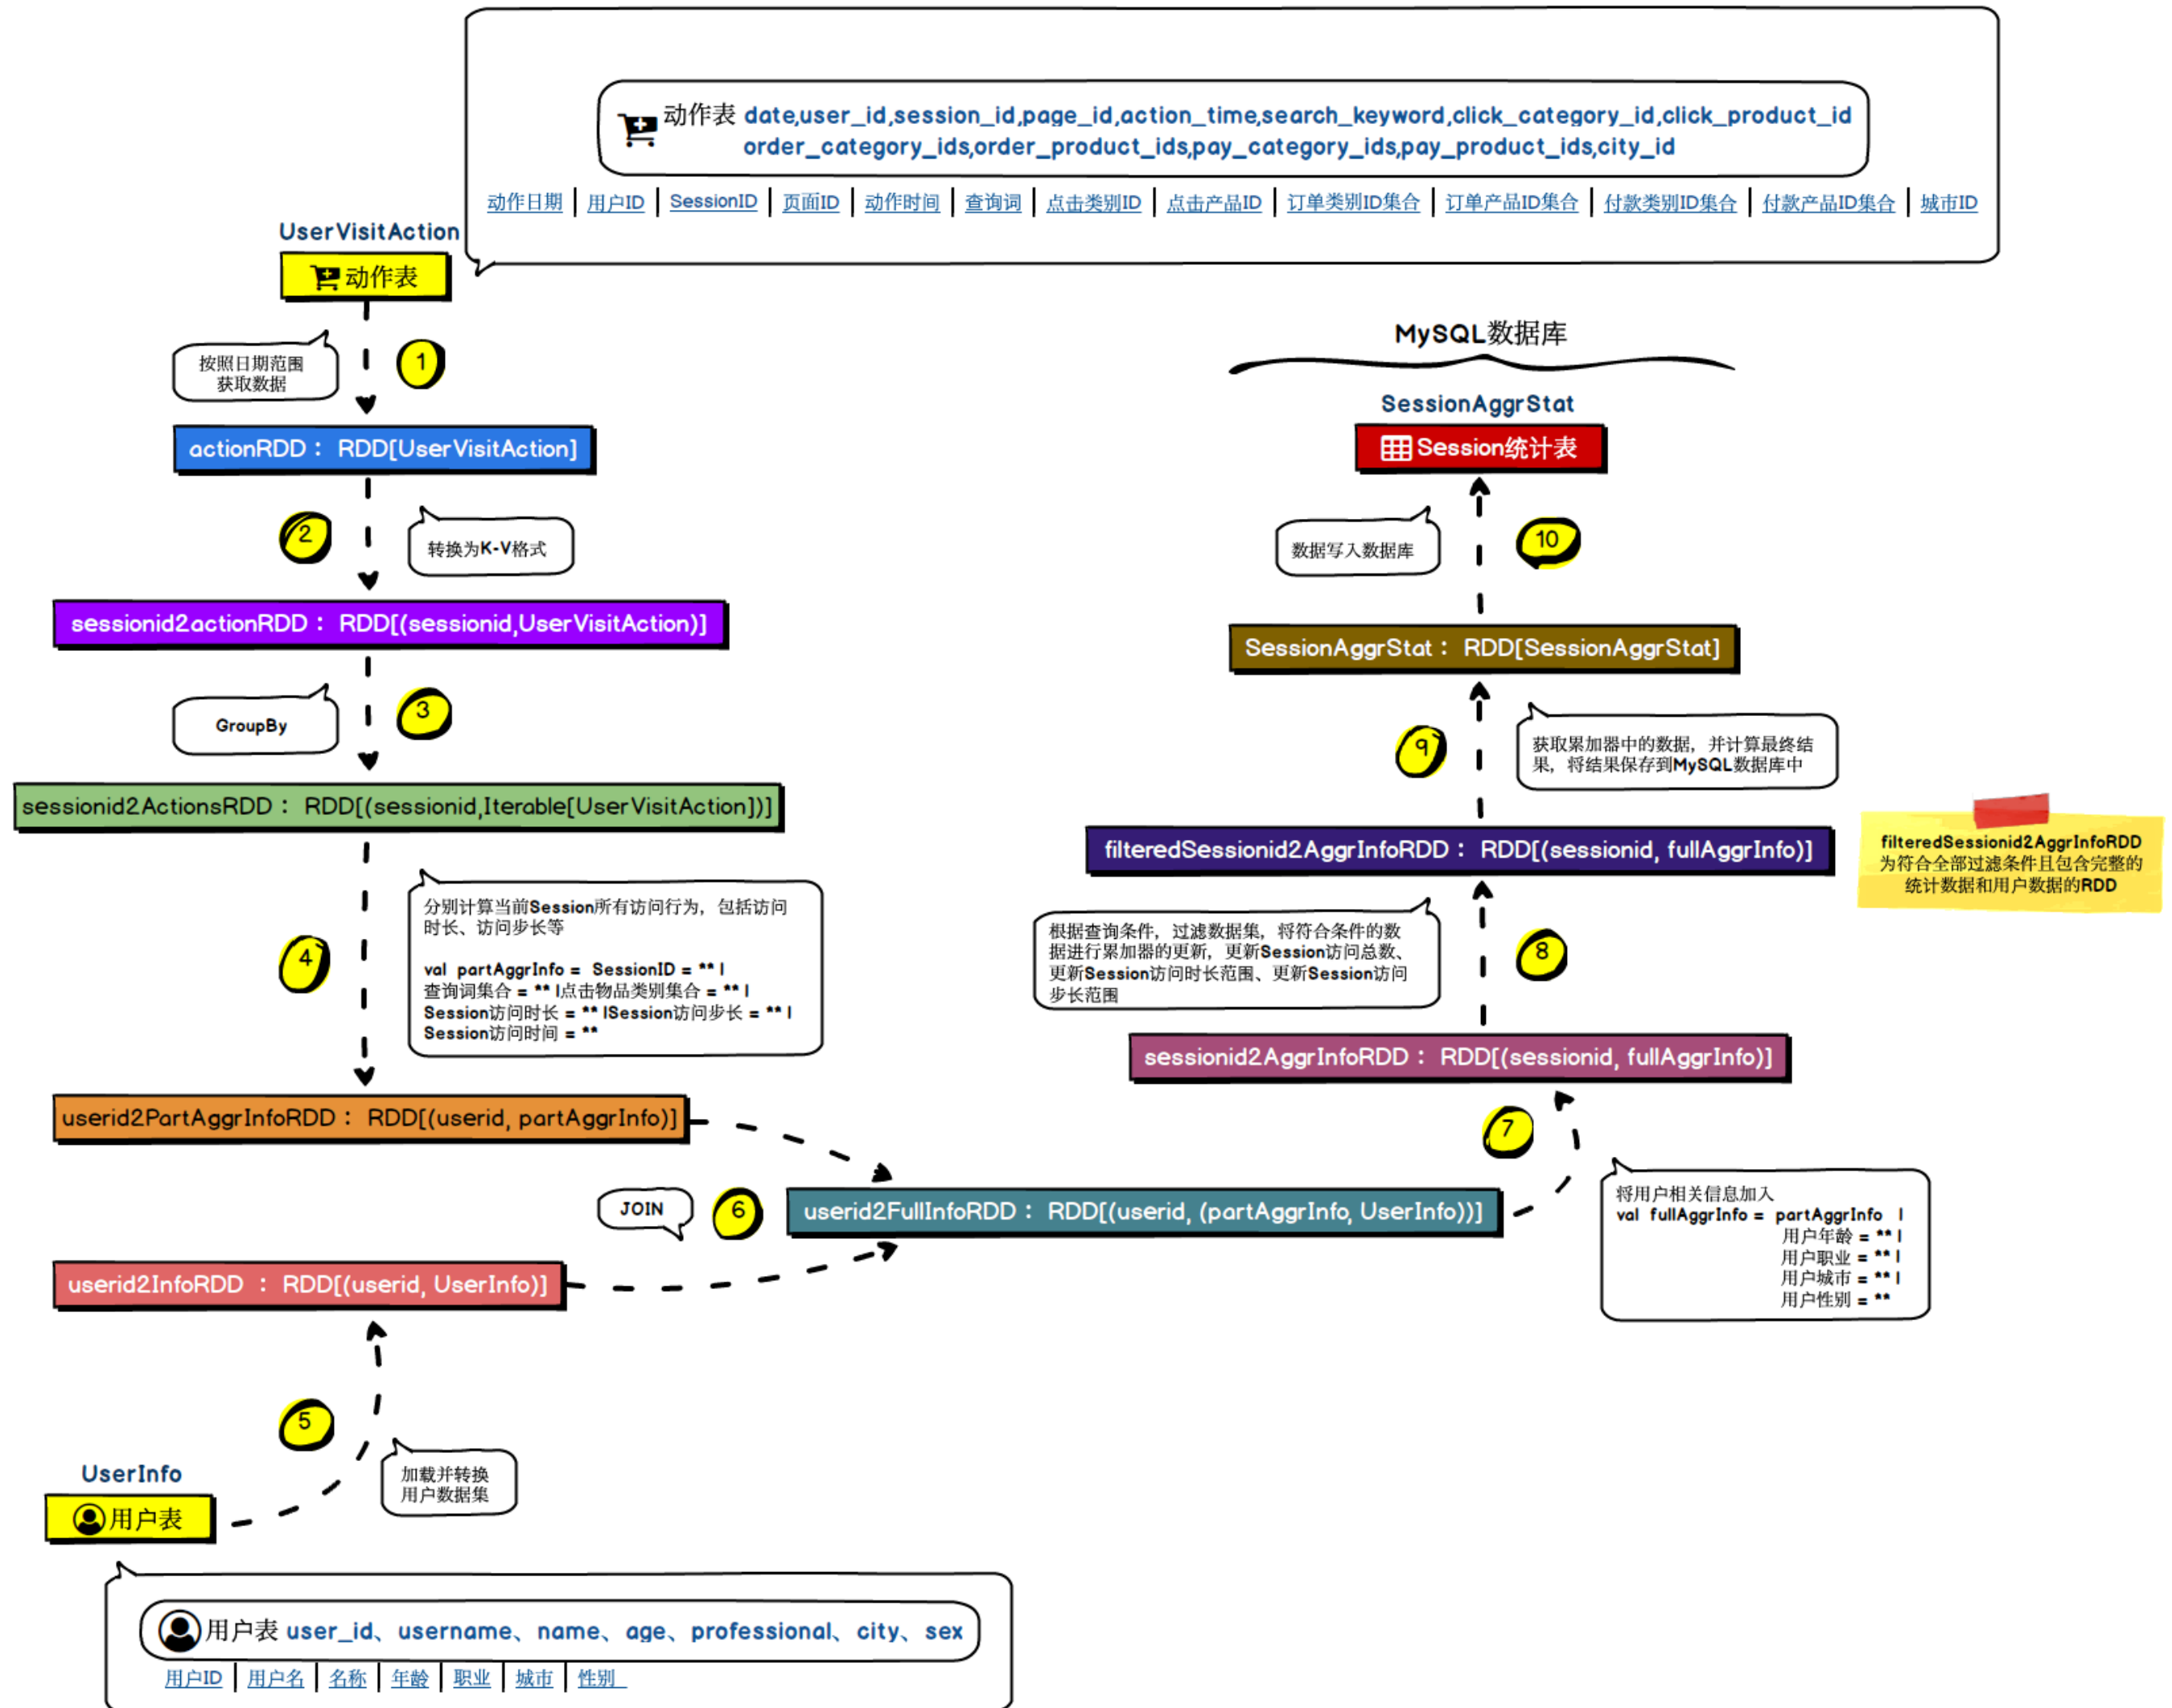 动作表 date,user_id,session_id,page_id,action_time,search_keyword,click_category_id,click_product_id
order_category_ids,order_product_ids,pay_category_ids,pay_product_ids,city_id
动作日期 | 用户ID | SessionID | 页面ID | 动作时间 | 查询词 | 点击类别ID | 点击产品ID | 订单类别ID集合 | 订单产品ID集合 | 付款类别ID集合 | 付款产品ID集合 | 城市ID
UserVisitAction
动作表
按照日期范围
获取数据
1
actionRDD： RDD[UserVisitAction]
2
转换为K-V格式
sessionid2actionRDD： RDD[(sessionid,UserVisitAction)]
GroupBy
3
sessionid2ActionsRDD： RDD[(sessionid,Iterable[UserVisitAction])]
4
分别计算当前Session所有访问行为，包括访问
时长、访问步长等
val partAggrInfo = SessionID = ** |
查询词集合 = ** |点击物品类别集合 = ** |
Session访问时长 = ** |Session访问步长 = ** |
Session访问时间 = **
userid2PartAggrInfoRDD： RDD[(userid, partAggrInfo)]
JOIN
6
userid2FullInfoRDD： RDD[(userid, (partAggrInfo, UserInfo))]
userid2InfoRDD ： RDD[(userid, UserInfo)]
5
加载并转换
用户数据集
UserInfo
用户表
用户表 user_id、username、name、age、professional、city、sex
用户ID | 用户名 | 名称 | 年龄 | 职业 | 城市 | 性别
MySQL数据库
SessionAggrStat
Session统计表
数据写入数据库
10
SessionAggrStat： RDD[SessionAggrStat]
9
获取累加器中的数据，并计算最终结
果，将结果保存到MySQL数据库中
filteredSessionid2AggrInfoRDD： RDD[(sessionid, fullAggrInfo)]
filteredSessionid2AggrInfoRDD
为符合全部过滤条件且包含完整的
统计数据和用户数据的RDD
根据查询条件，过滤数据集，将符合条件的数
据进行累加器的更新，更新Session访问总数、
更新Session访问时长范围、更新Session访问
步长范围
8
sessionid2AggrInfoRDD： RDD[(sessionid, fullAggrInfo)]
7
将用户相关信息加入
val fullAggrInfo = partAggrInfo |
用户年龄 = ** |
用户职业 = ** |
用户城市 = ** |
用户性别 = **